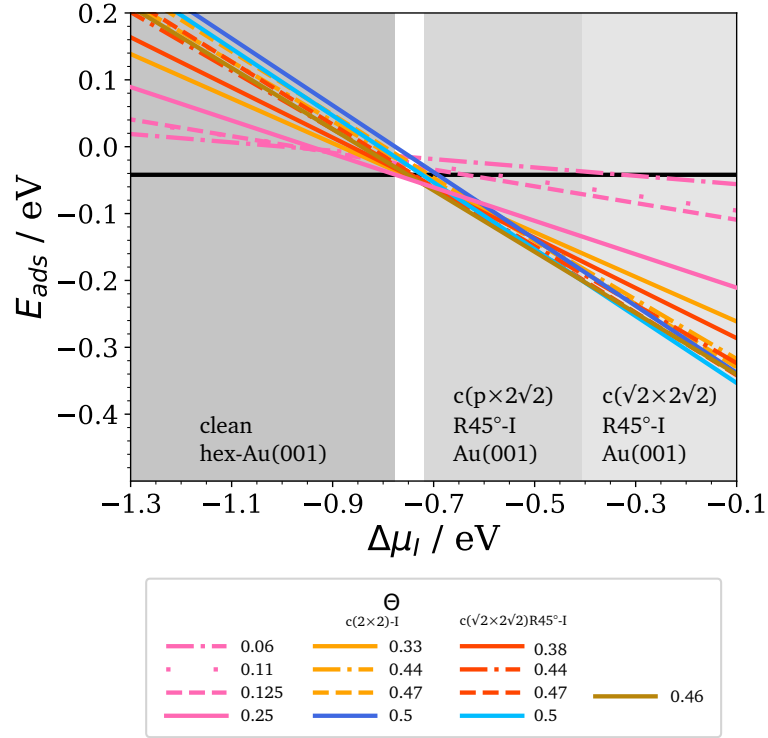 0.2
0.1
0.0
−0.1
−0.2
−0.3
−0.4
E_ads / eV
clean
hex-Au(001)
c(p×2√2)
R45°-I
Au(001)
c(√2×2√2)
R45°-I
Au(001)
−1.3 −1.1 −0.9 −0.7 −0.5 −0.3 −0.1
Δμ_I / eV
Θ
c(2×2)-I
c(√2×2√2)R45°-I
0.06
0.11
0.125
0.25
0.33
0.44
0.47
0.5
0.38
0.44
0.47
0.5
0.46